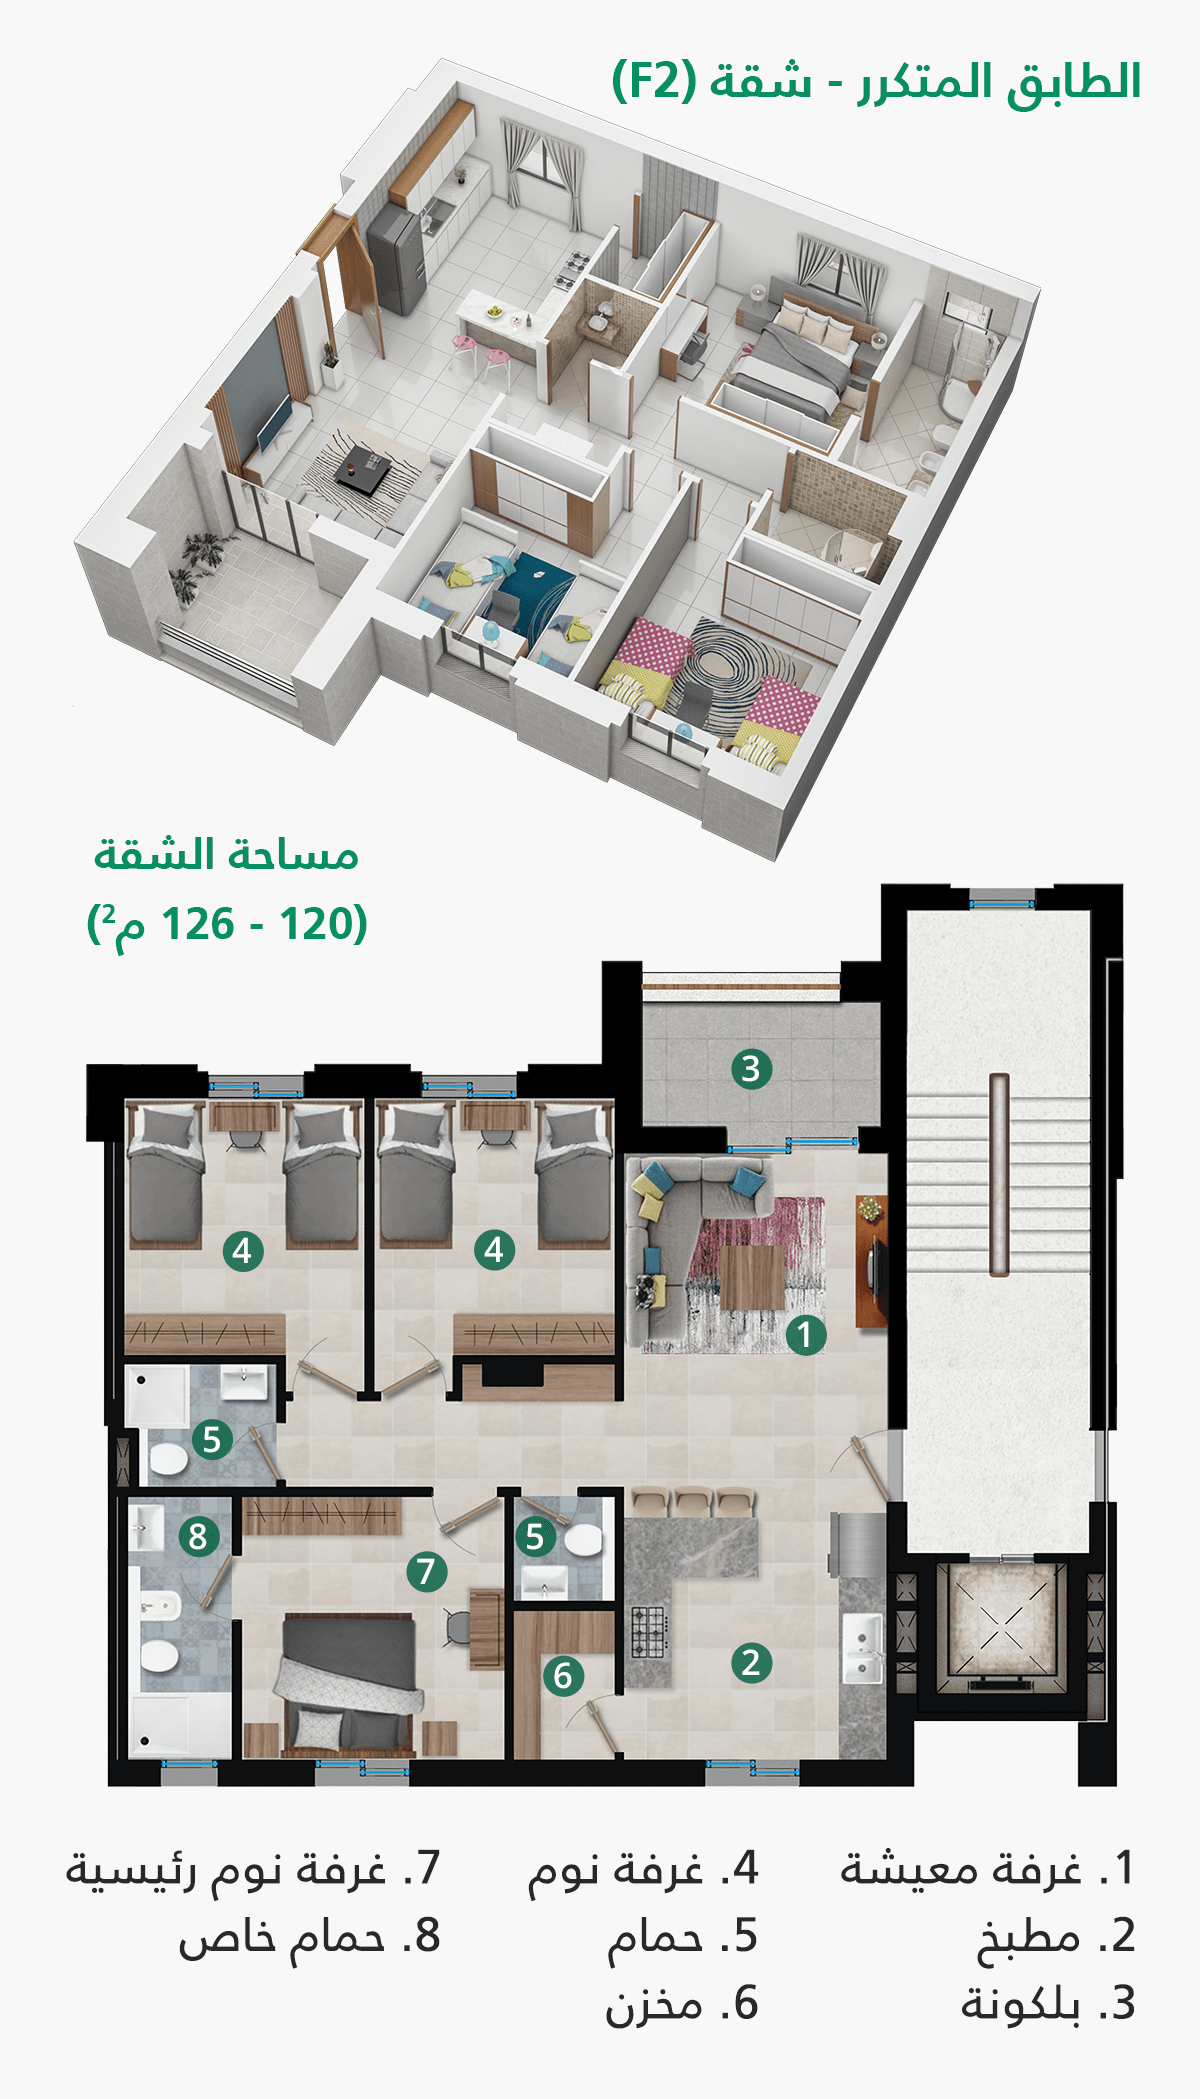 الطابق المتكرر - شقة (F2)
مساحة الشقة
(120 - 126 م²)
3
4
4
1
5
8
5
7
6
2
1. غرفة معيشة
2. مطبخ
3. بلكونة
4. غرفة نوم
5. حمام
6. مخزن
7. غرفة نوم رئيسية
8. حمام خاص